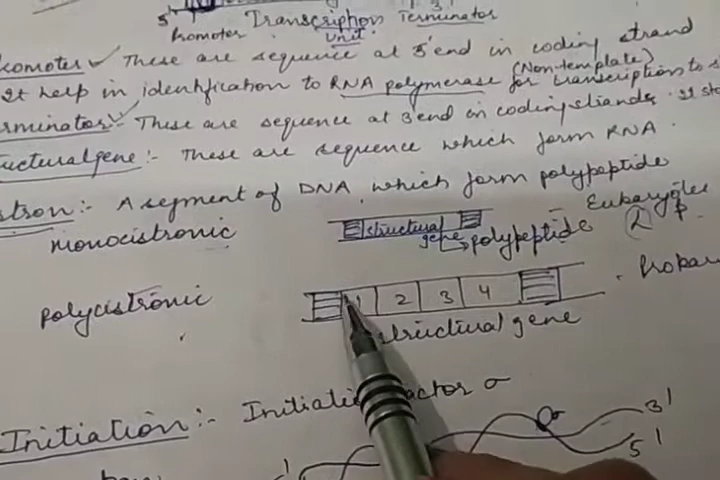 5' Transcription Terminator
Promoter Unit 3'
romoter ✓ These are sequence at 5' end in coding strand
(Non-template)
It help in identification to RNA polymerase for transcription to s
rminator:- These are sequence at 3' end in coding strands. It sto
ructural gene:- These are sequence which form RNA.
istron:- A segment of DNA which form polypeptide
Monocistronic structural gene → polypeptide - Eukaryotes
Polycistronic 1 2 3 4 . Prokar
structural gene
Initiation:- Initiation factor σ
σ 3'
5'